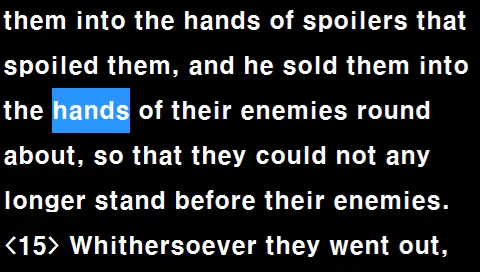 them into the hands of spoilers that
spoiled them, and he sold them into
the hands of their enemies round
about, so that they could not any
longer stand before their enemies.
<15> Whithersoever they went out,